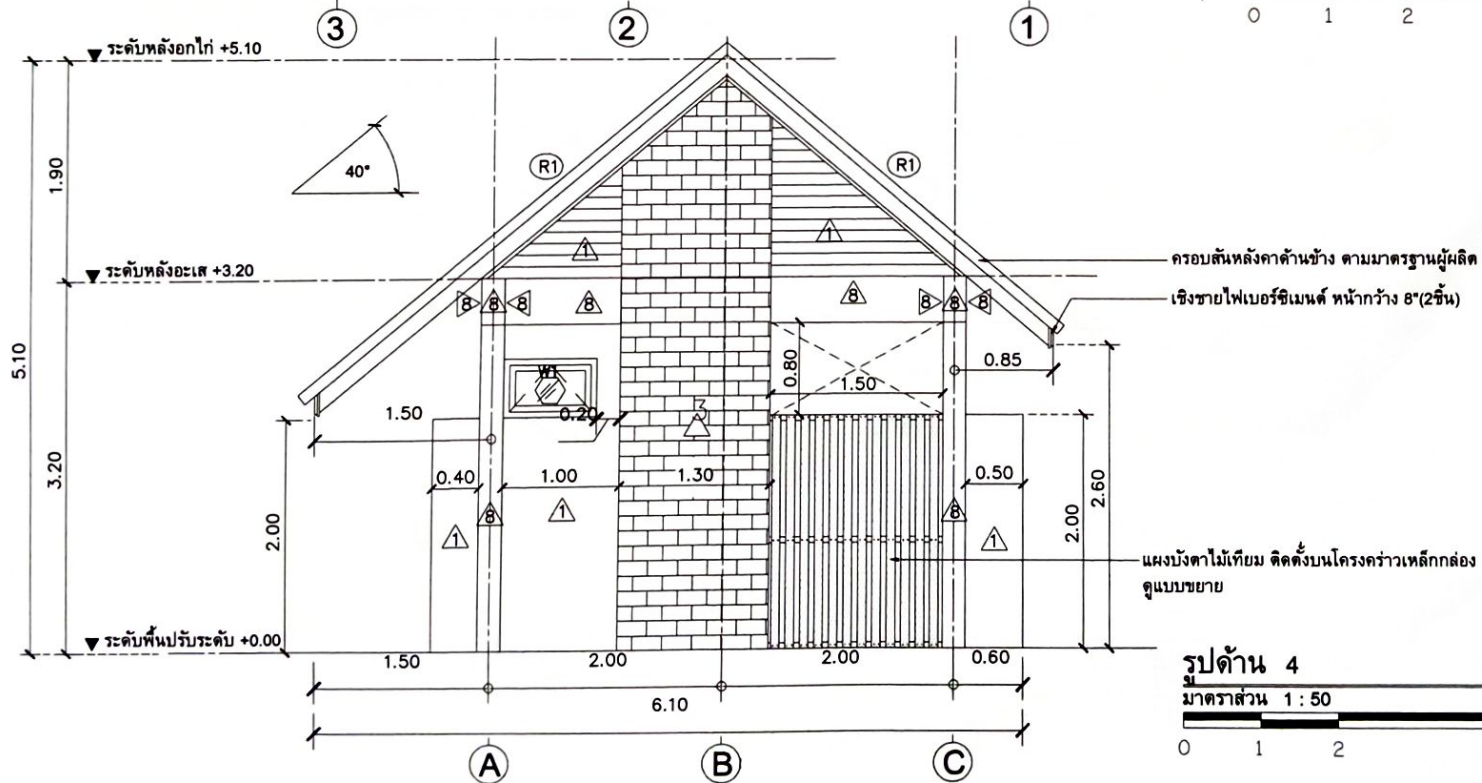 3
2
1
0 1 2
ระดับหลังอกไก่ +5.10
40°
R1
R1
1.90
5.10
1
1
ครอบสันหลังคาด้านข้าง ตามมาตรฐานผู้ผลิต
ระดับหลังอะเส +3.20
เชิงชายไฟเบอร์ซิเมนต์ หน้ากว้าง 8"(2ชิ้น)
8 8 8 8
8 8 8 8
W1
0.80
0.85
1.50
1.50
0.20
3
3.20
0.40
1.00
1.30
0.50
2.00
2.00
2.60
1
8
1
8
1
แผงบังตาไม้เทียม ติดตั้งบนโครงคร่าวเหล็กกล่อง
ดูแบบขยาย
ระดับพื้นปรับระดับ +0.00
1.50
2.00
2.00
0.60
6.10
รูปด้าน 4
มาตราส่วน 1 : 50
0 1 2
A
B
C